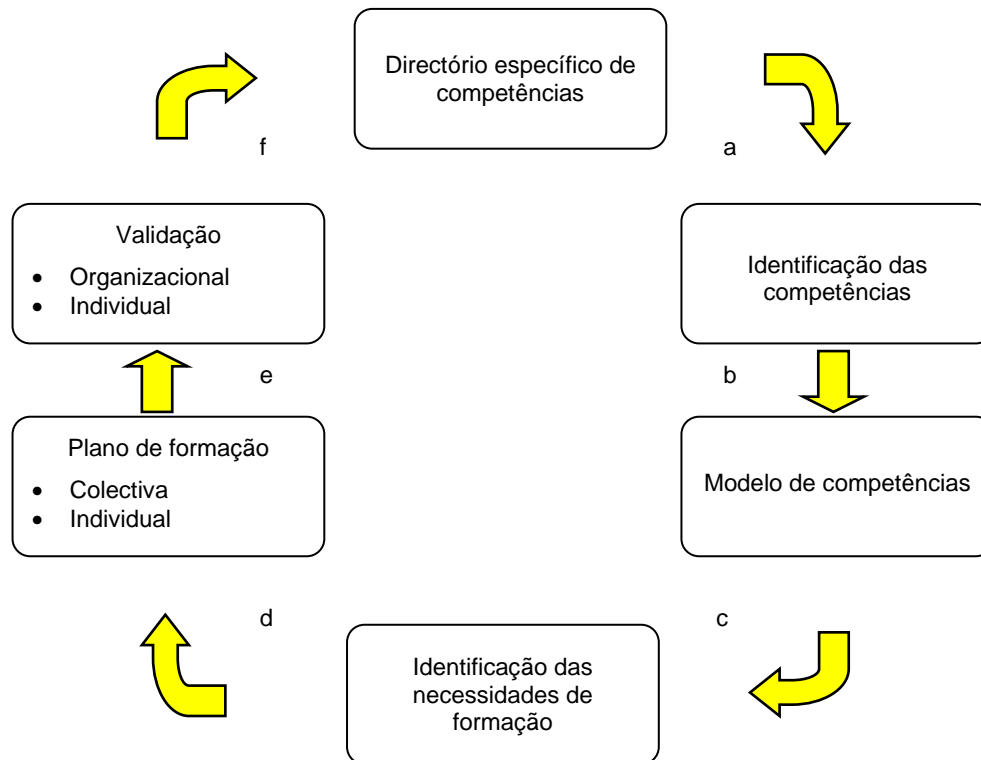 Directório específico de
competências
f
a
Validação
• Organizacional
• Individual
Identificação das
competências
e
b
Plano de formação
• Colectiva
• Individual
Modelo de competências
d
c
Identificação das
necessidades de
formação